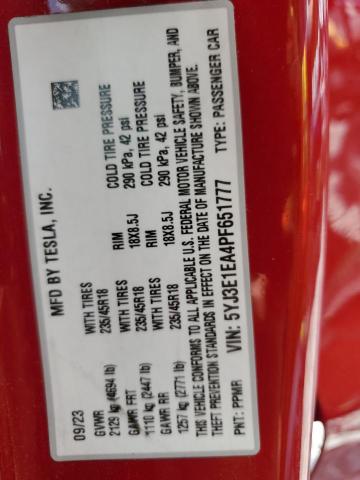 MFD BY TESLA, INC.
09/23
GVWR WITH TIRES RIM COLD TIRE PRESSURE
2129 kg (4694 lb) 235/45R18 18X8.5J 290 kPa, 42 psi
GAWR FRT WITH TIRES RIM COLD TIRE PRESSURE
1110 kg (2447 lb) 235/45R18 18X8.5J 290 kPa, 42 psi
GAWR RR WITH TIRES
1257 kg (2771 lb) 235/45R18
THIS VEHICLE CONFORMS TO ALL APPLICABLE U.S. FEDERAL MOTOR VEHICLE SAFETY, BUMPER, AND
THEFT PREVENTION STANDARDS IN EFFECT ON THE DATE OF MANUFACTURE SHOWN ABOVE.
VIN: 5YJ3E1EA4PF651777 TYPE: PASSENGER CAR
PNT: PPMR